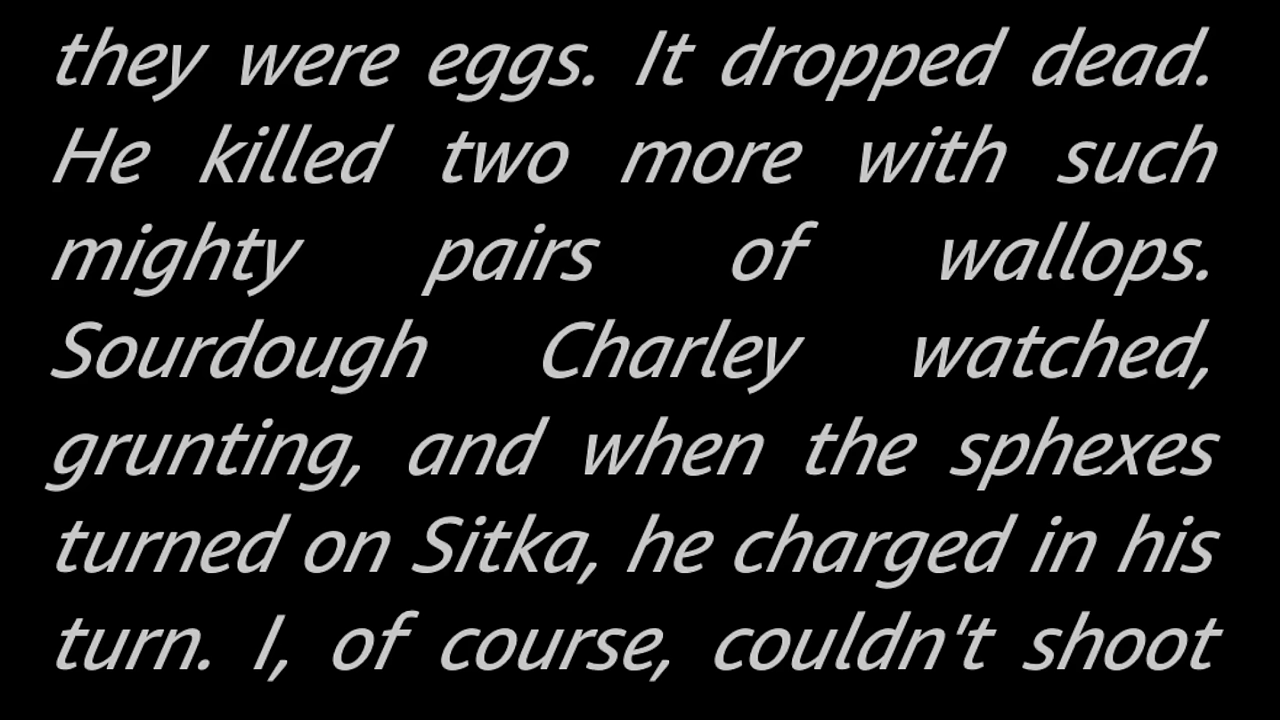 they were eggs. It dropped dead.
He killed two more with such
mighty pairs of wallops.
Sourdough Charley watched,
grunting, and when the sphexes
turned on Sitka, he charged in his
turn. I, of course, couldn't shoot